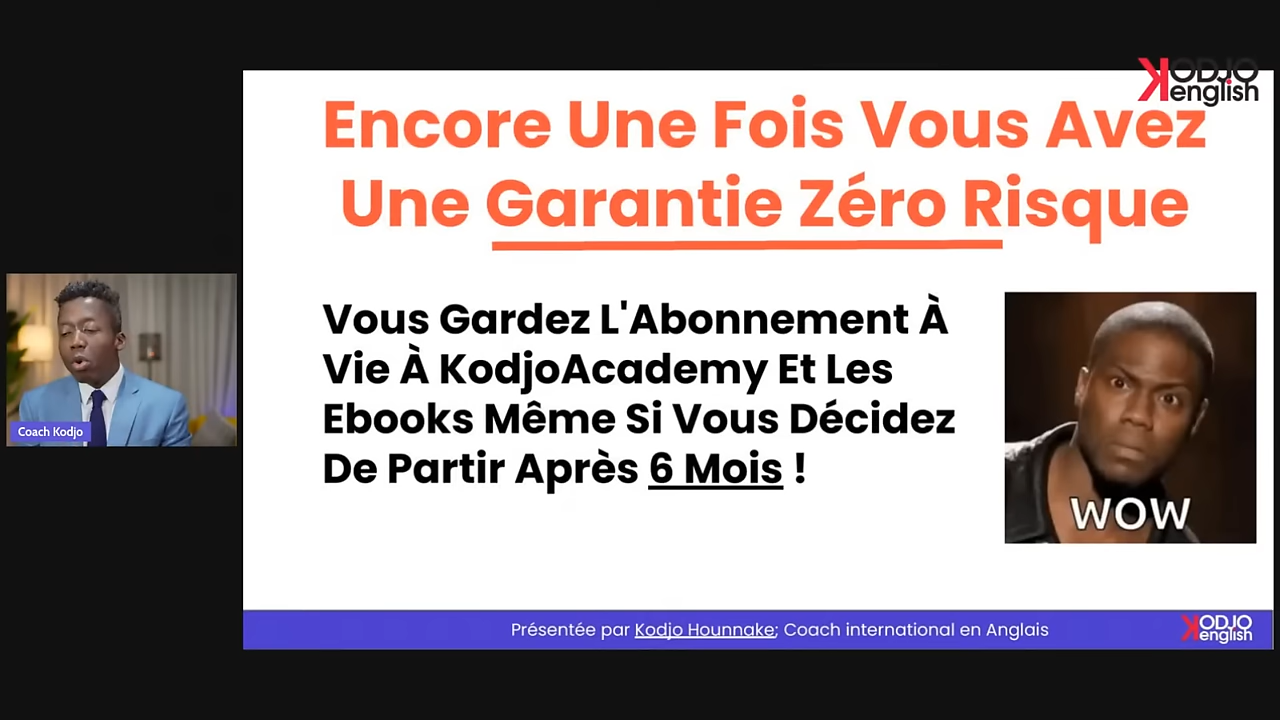 KODJO
english
Encore Une Fois Vous Avez
Une Garantie Zéro Risque
Vous Gardez L'Abonnement À
Vie À KodjoAcademy Et Les
Ebooks Même Si Vous Décidez
De Partir Après 6 Mois !
WOW
Coach Kodjo
Présentée par Kodjo Hounnake; Coach international en Anglais
KODJO
english